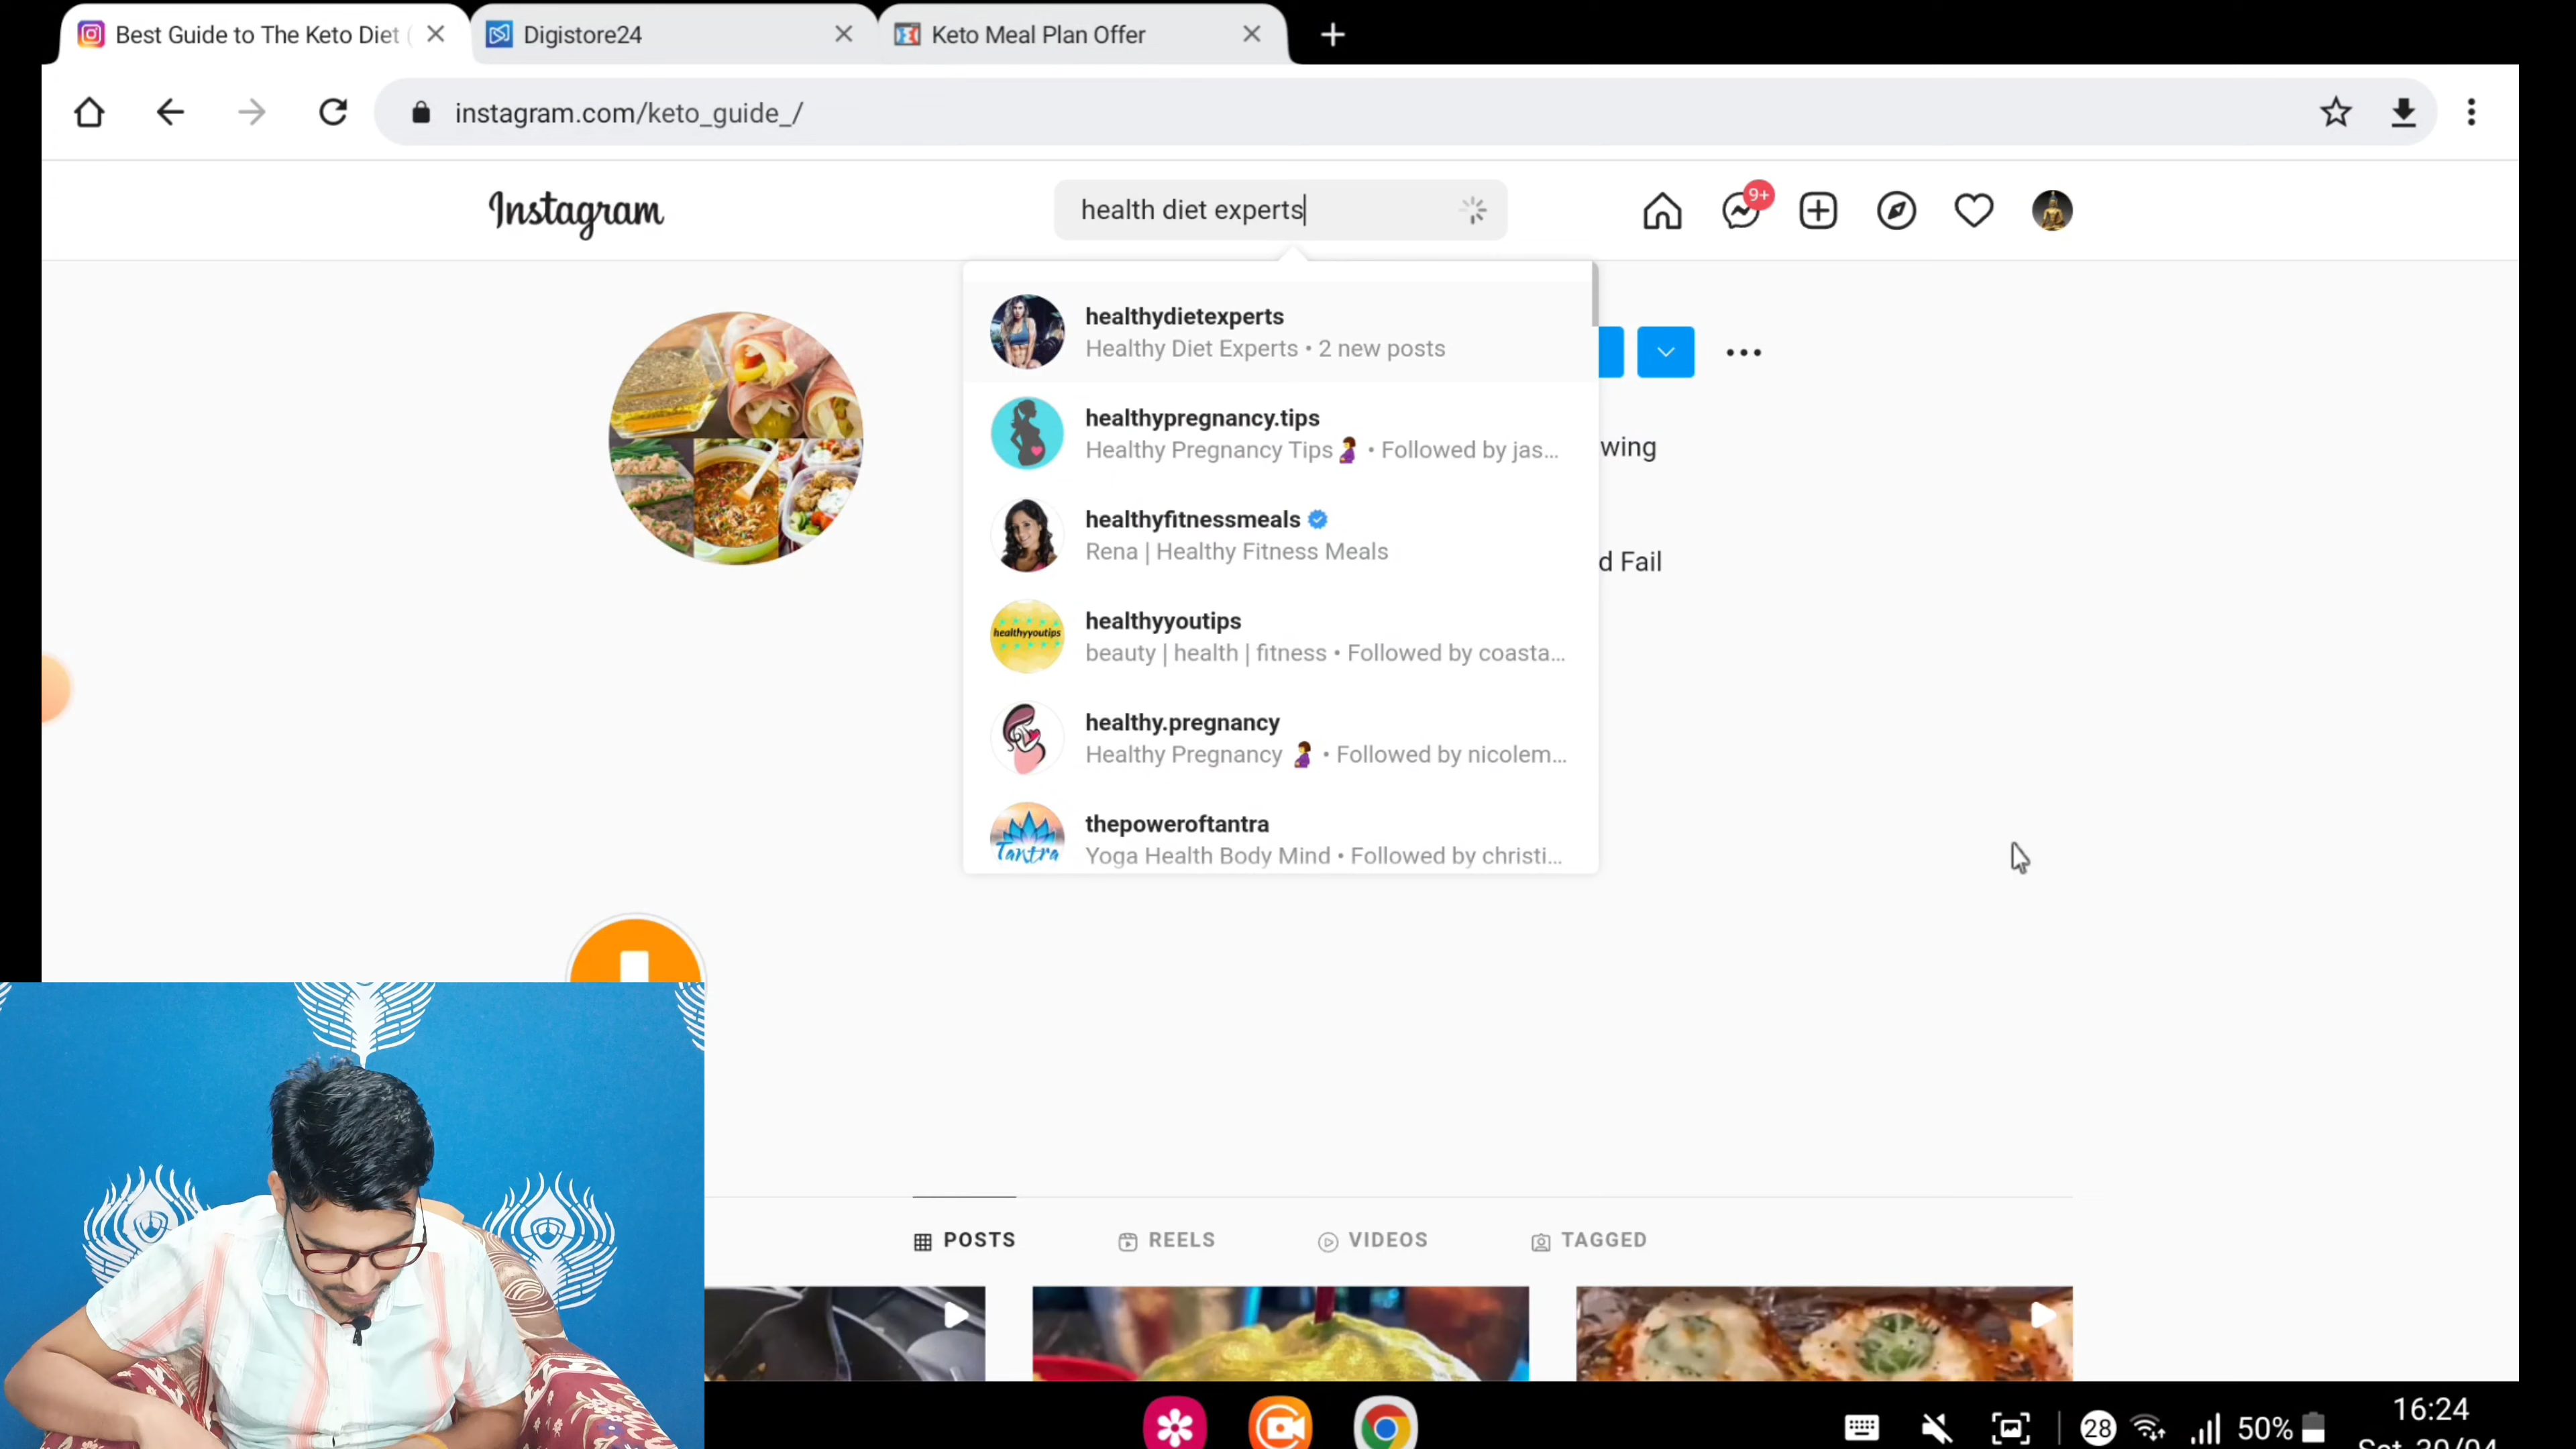 Best Guide to The Keto Diet (
Digistore24
Keto Meal Plan Offer
instagram.com/keto_guide_/
Instagram
health diet experts
9+
healthydietexperts
Healthy Diet Experts • 2 new posts
healthypregnancy.tips
Healthy Pregnancy Tips • Followed by jas...
healthyfitnessmeals
Rena | Healthy Fitness Meals
healthyyoutips
healthyyoutips
beauty | health | fitness • Followed by coasta...
healthy.pregnancy
Healthy Pregnancy • Followed by nicolem...
thepoweroftantra
Tantra
Yoga Health Body Mind • Followed by christi...
wing
d Fail
POSTS
REELS
VIDEOS
TAGGED
28
50%
16:24